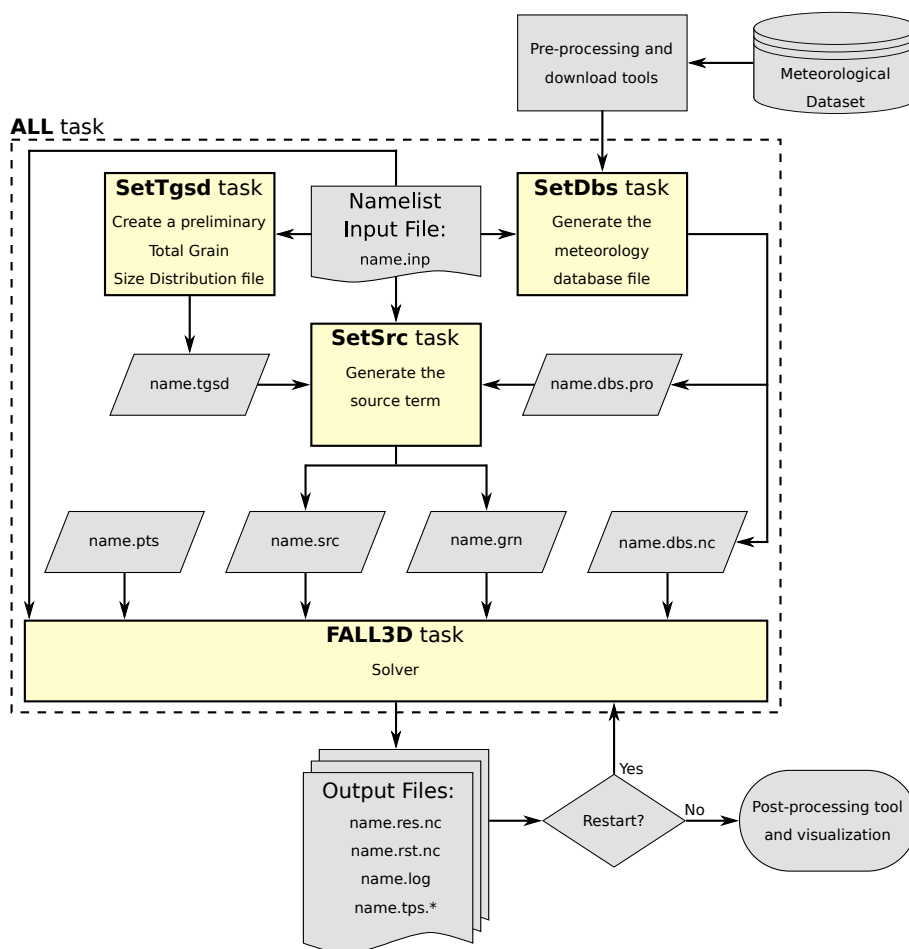 Pre-processing and
download tools
Meteorological
Dataset
ALL task
SetTgsd task
Create a preliminary
Total Grain
Size Distribution file
Namelist
Input File:
name.inp
SetDbs task
Generate the
meteorology
database file
SetSrc task
Generate the
source term
name.tgsd
name.dbs.pro
name.pts
name.src
name.grn
name.dbs.nc
FALL3D task
Solver
Output Files:
name.res.nc
name.rst.nc
name.log
name.tps.*
Restart?
Yes
No
Post-processing tool
and visualization